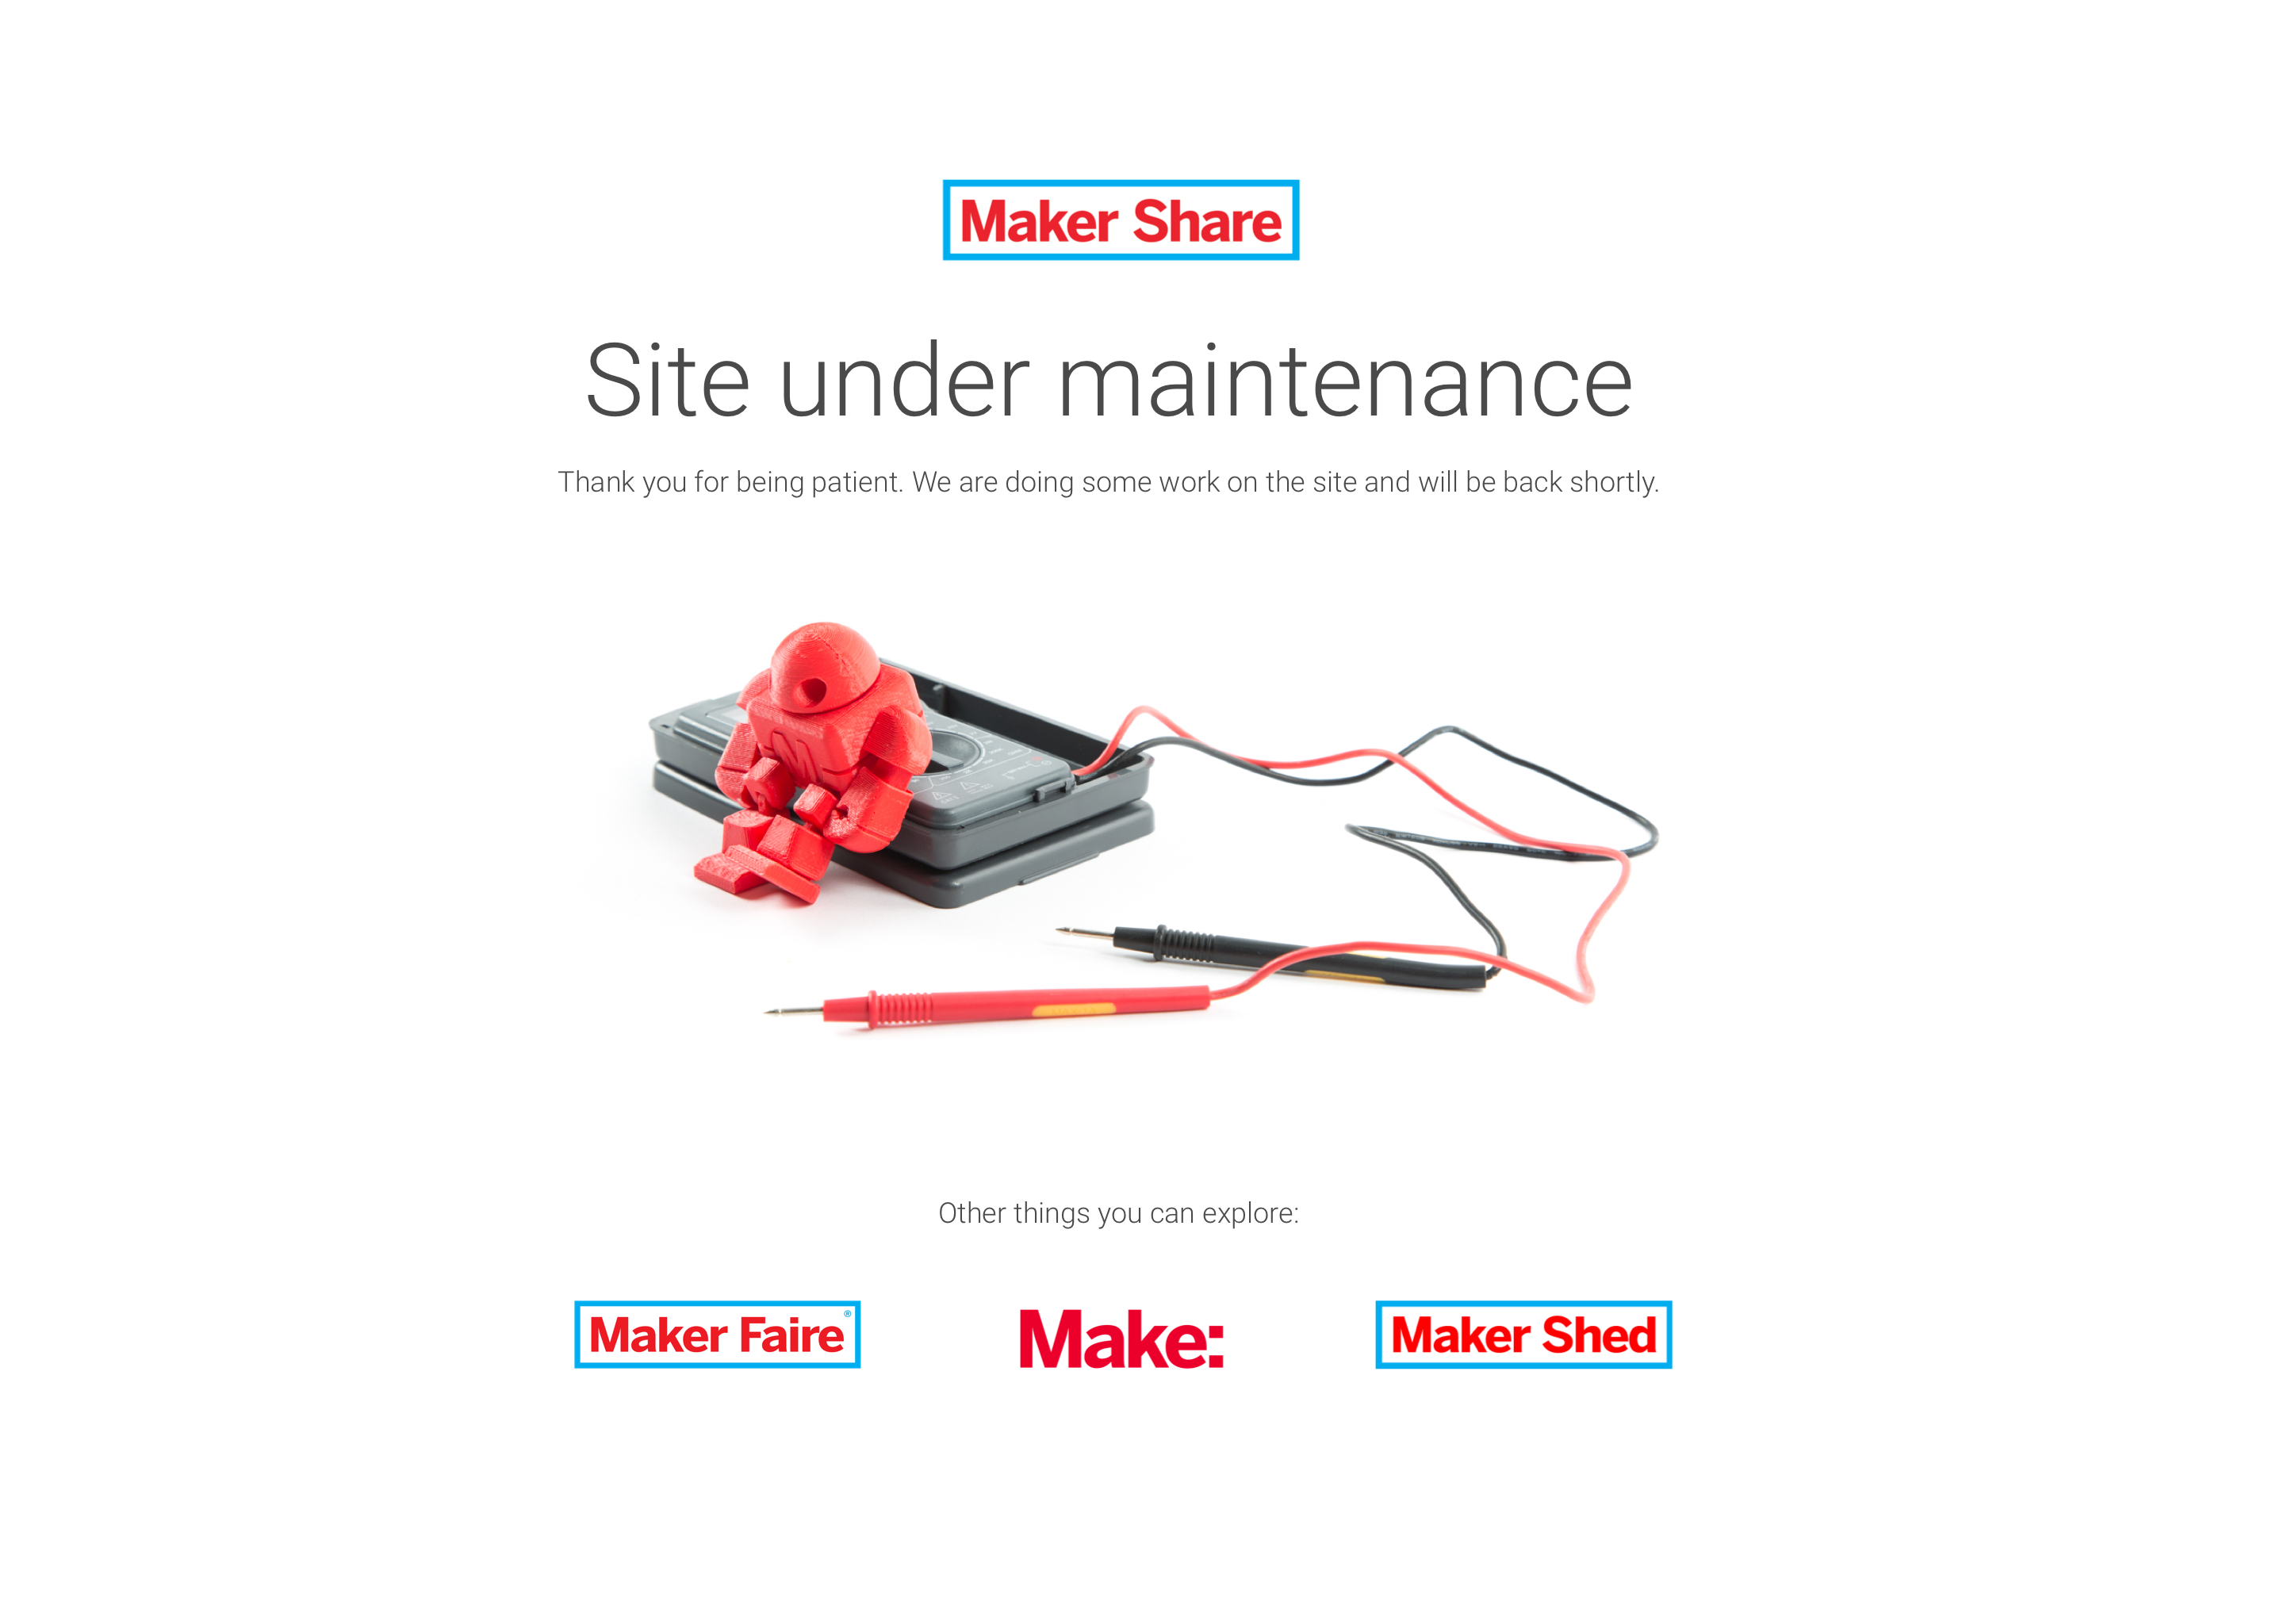 Maker Share
Site under maintenance
Thank you for being patient. We are doing some work on the site and will be back shortly.
M
Other things you can explore:
Maker Faire®
Make:
Maker Shed